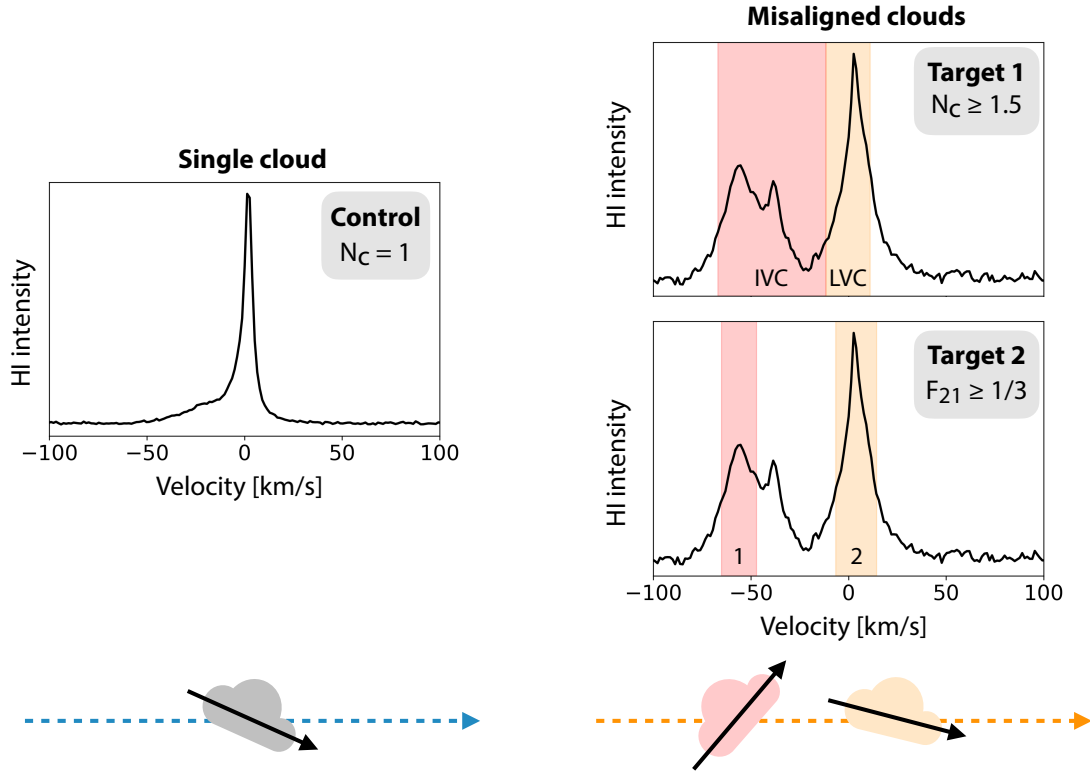 Single cloud
HI intensity
Control
N_C = 1
−100 −50 0 50 100
Velocity [km/s]
Misaligned clouds
HI intensity
Target 1
N_C ≥ 1.5
IVC LVC
HI intensity
Target 2
F_21 ≥ 1/3
1 2
−100 −50 0 50 100
Velocity [km/s]